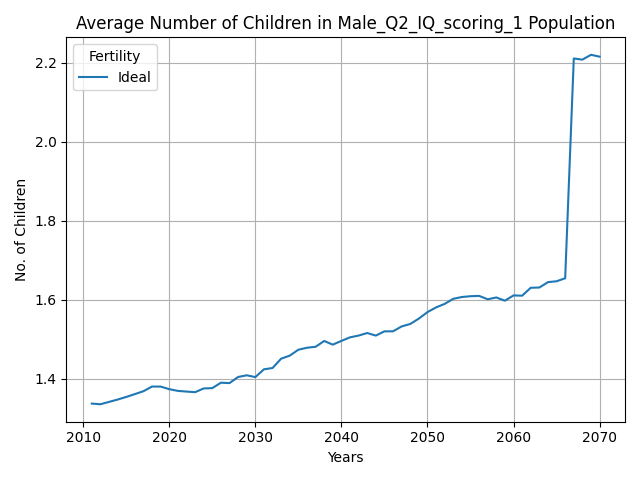 Average Number of Children in Male_Q2_IQ_scoring_1 Population
Fertility
Ideal
No. of Children
2.2
2.0
1.8
1.6
1.4
2010 2020 2030 2040 2050 2060 2070
Years